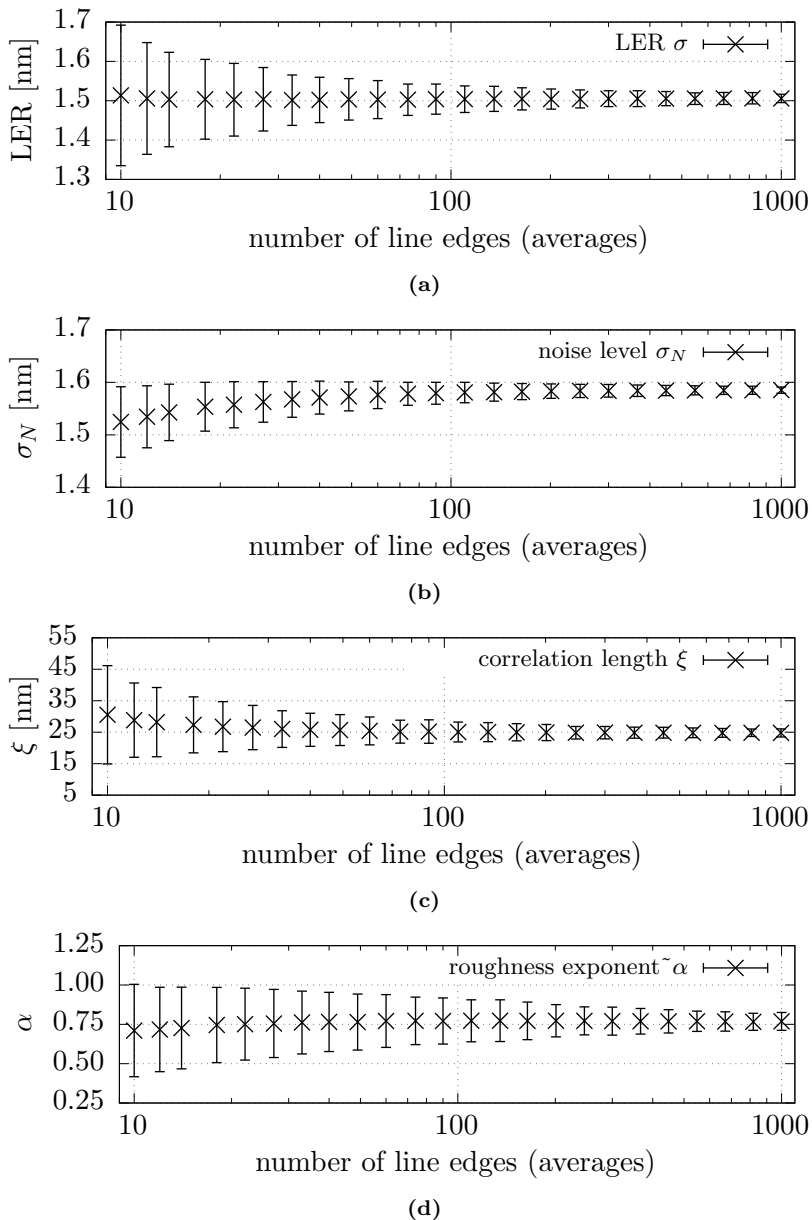 1.7
1.6
1.5
1.4
1.3
LER [nm]
LER σ
10 100 1000
number of line edges (averages)
(a)
1.7
1.6
1.5
1.4
σ_N [nm]
noise level σ_N
10 100 1000
number of line edges (averages)
(b)
55
45
35
25
15
5
ξ [nm]
correlation length ξ
10 100 1000
number of line edges (averages)
(c)
1.25
1.00
0.75
0.50
0.25
α
roughness exponent˜α
10 100 1000
number of line edges (averages)
(d)